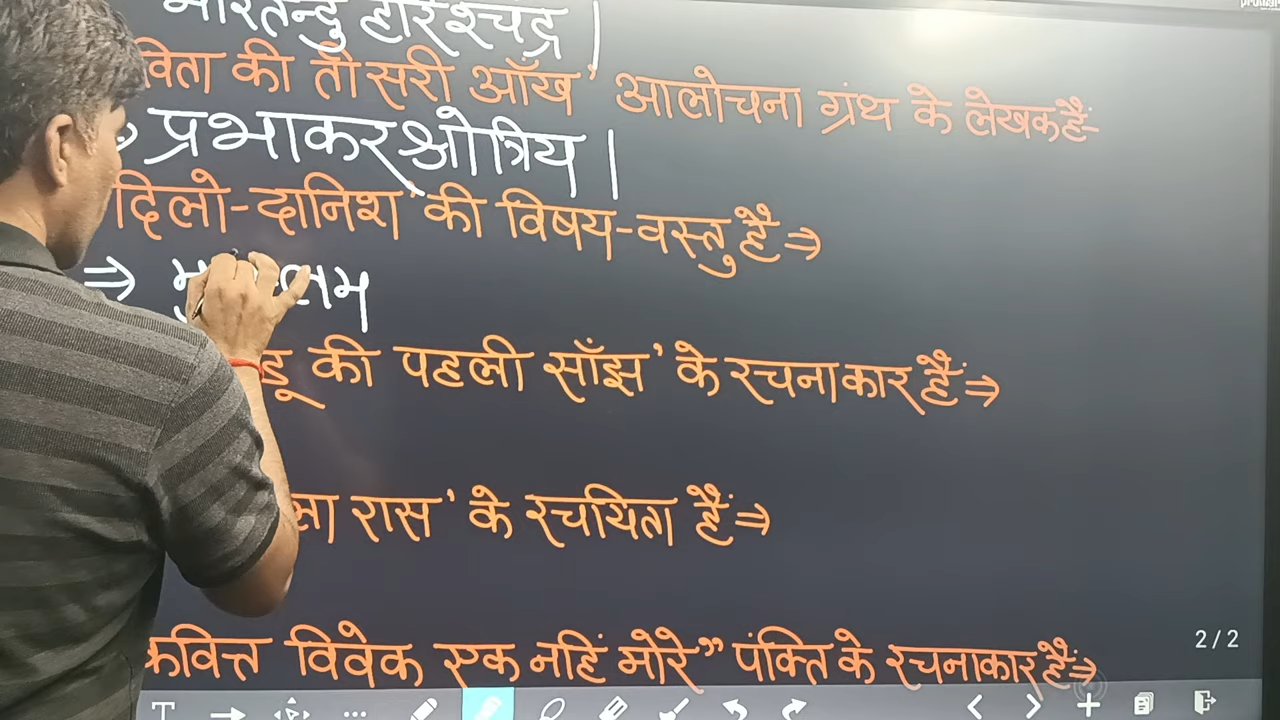 भारतेन्दु हरिश्चंद्र।
विता की तीसरी आँख' आलोचना ग्रंथ के लेखक हैं-
प्रभाकर श्रोत्रिय।
दिलो-दानिश' की विषय-वस्तु है⇒
⇒
डू की पहली साँझ' के रचनाकार हैं⇒
सा रास' के रचयिता हैं⇒
कवित्त विवेक एक नहिं मोरे” पंक्ति के रचनाकार हैं⇒
2/2